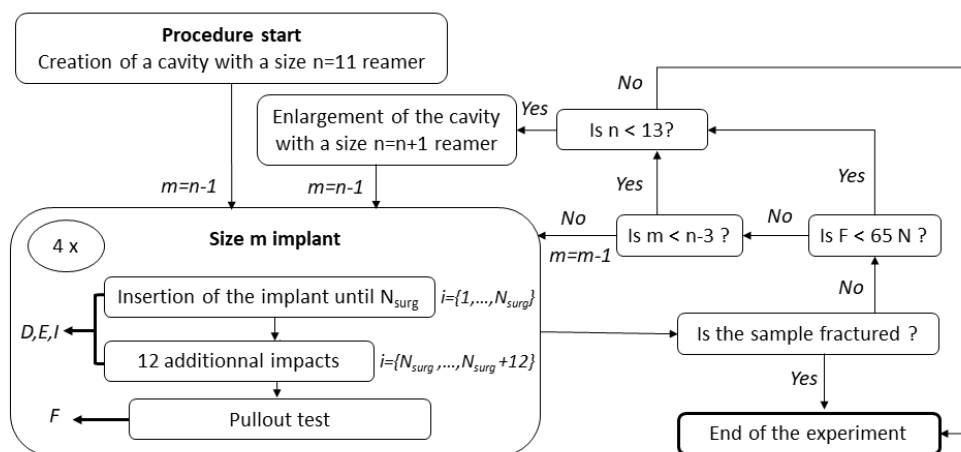 Procedure start
Creation of a cavity with a size n=11 reamer
No
Yes
Enlargement of the cavity
with a size n=n+1 reamer
Is n < 13?
m=n-1
m=n-1
Yes
Yes
No
No
Size m implant
4 x
Is m < n-3 ?
Is F < 65 N ?
m=m-1
Insertion of the implant until Nsurg
i={1,...,Nsurg}
No
D,E,I
Is the sample fractured ?
12 additionnal impacts
i={Nsurg,...,Nsurg+12}
Yes
F
Pullout test
End of the experiment